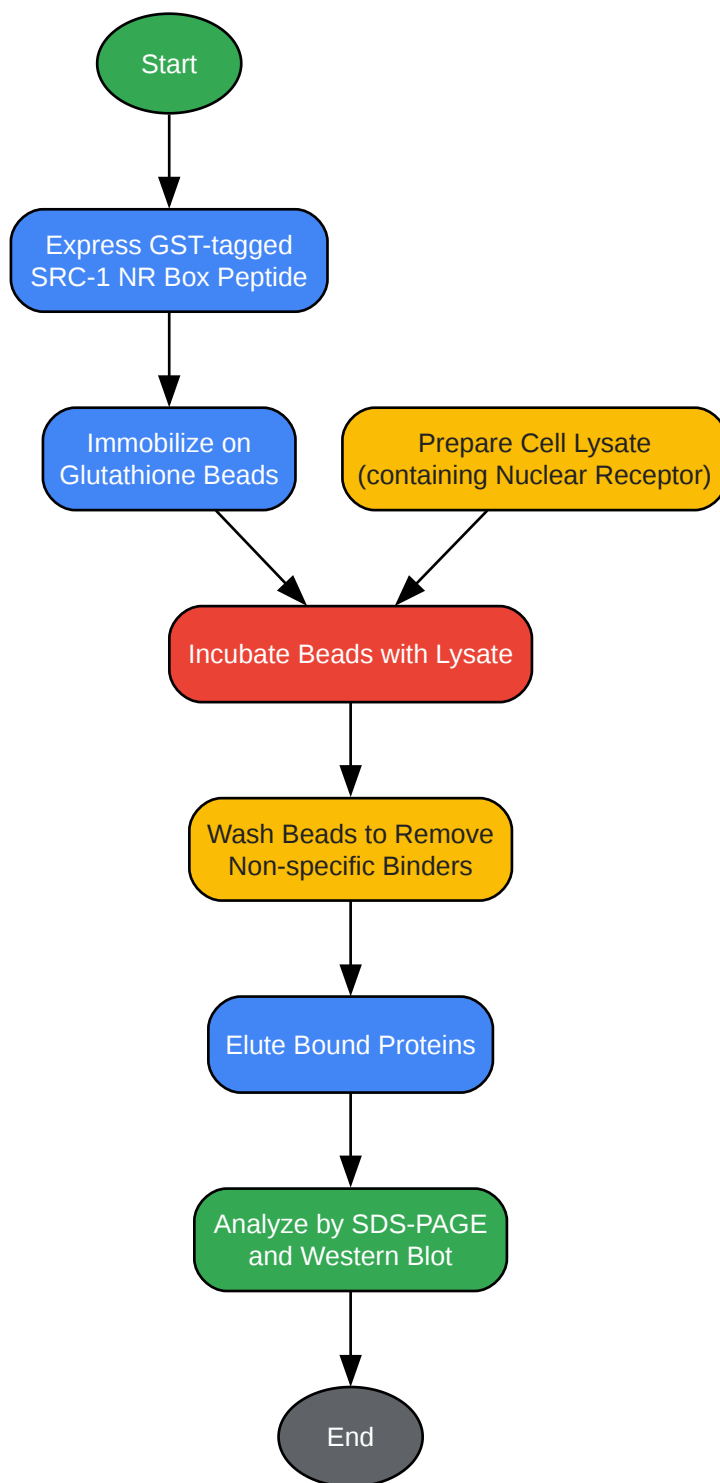 Start
Express GST-tagged
SRC-1 NR Box Peptide
Immobilize on
Glutathione Beads
Prepare Cell Lysate
(containing Nuclear Receptor)
Incubate Beads with Lysate
Wash Beads to Remove
Non-specific Binders
Elute Bound Proteins
Analyze by SDS-PAGE
and Western Blot
End